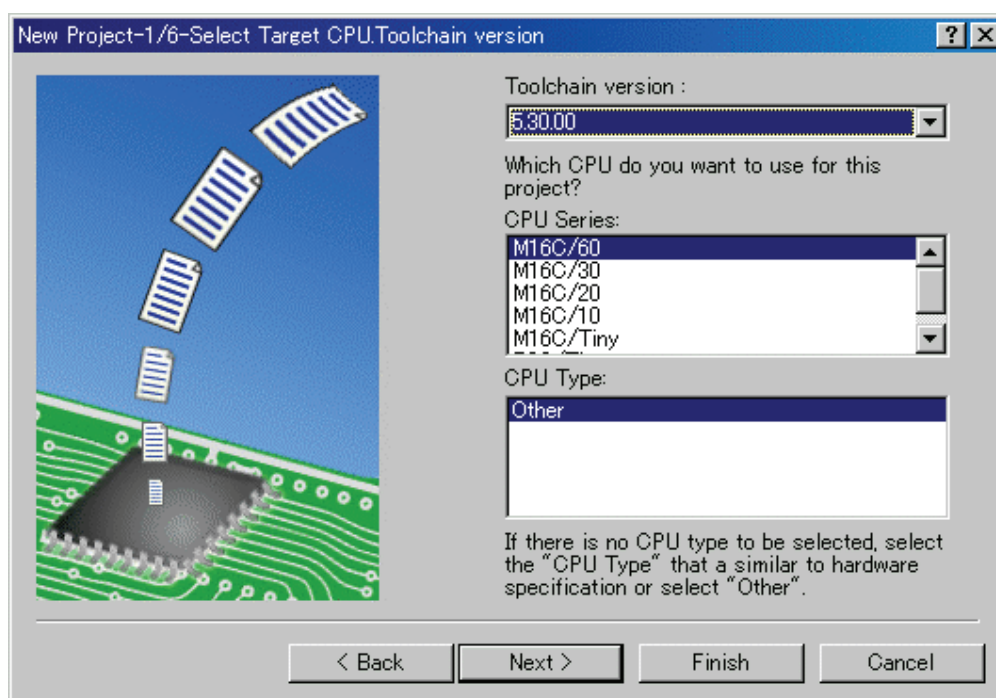 New Project-1/6-Select Target CPU.Toolchain version
Toolchain version :
5.30.00
Which CPU do you want to use for this
project?
CPU Series:
M16C/60
M16C/30
M16C/20
M16C/10
M16C/Tiny
CPU Type:
Other
If there is no CPU type to be selected, select
the "CPU Type" that a similar to hardware
specification or select "Other".
< Back
Next >
Finish
Cancel